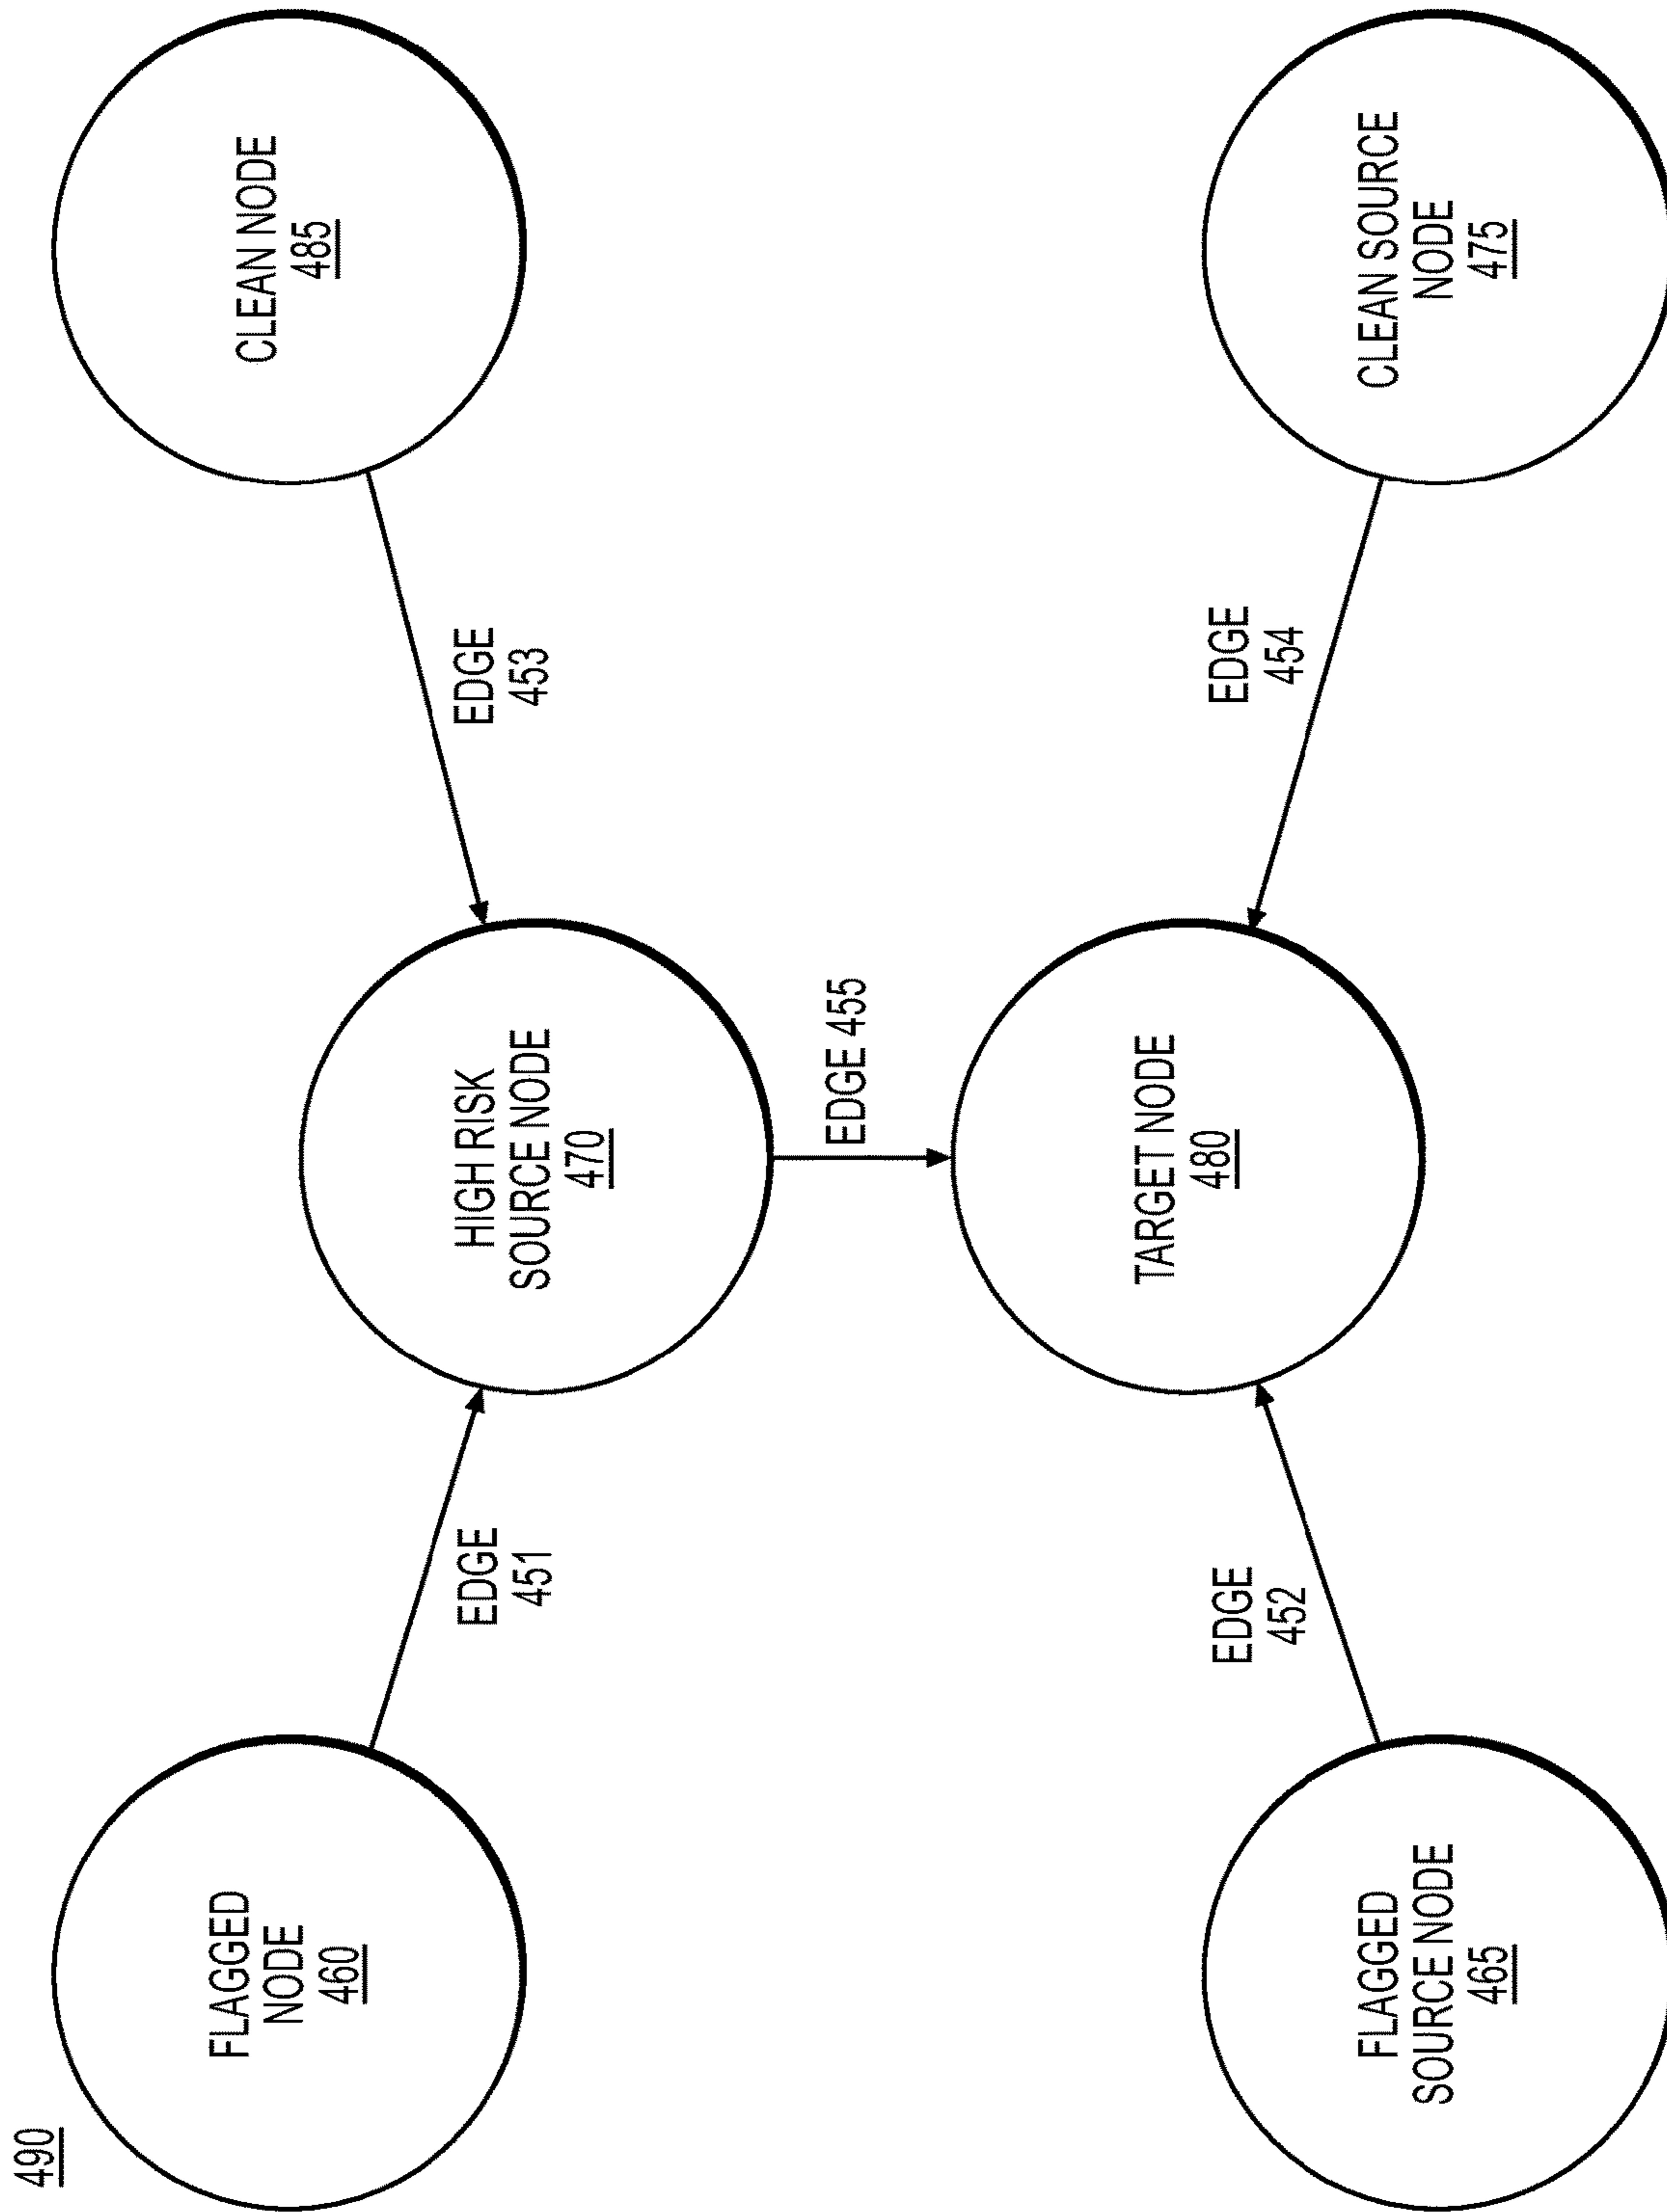 490
FLAGGED
NODE
460
EDGE
451
HIGH RISK
SOURCE NODE
470
EDGE
453
CLEAN NODE
485
EDGE 455
FLAGGED
SOURCE NODE
465
EDGE
452
TARGET NODE
480
EDGE
454
CLEAN SOURCE
NODE
475